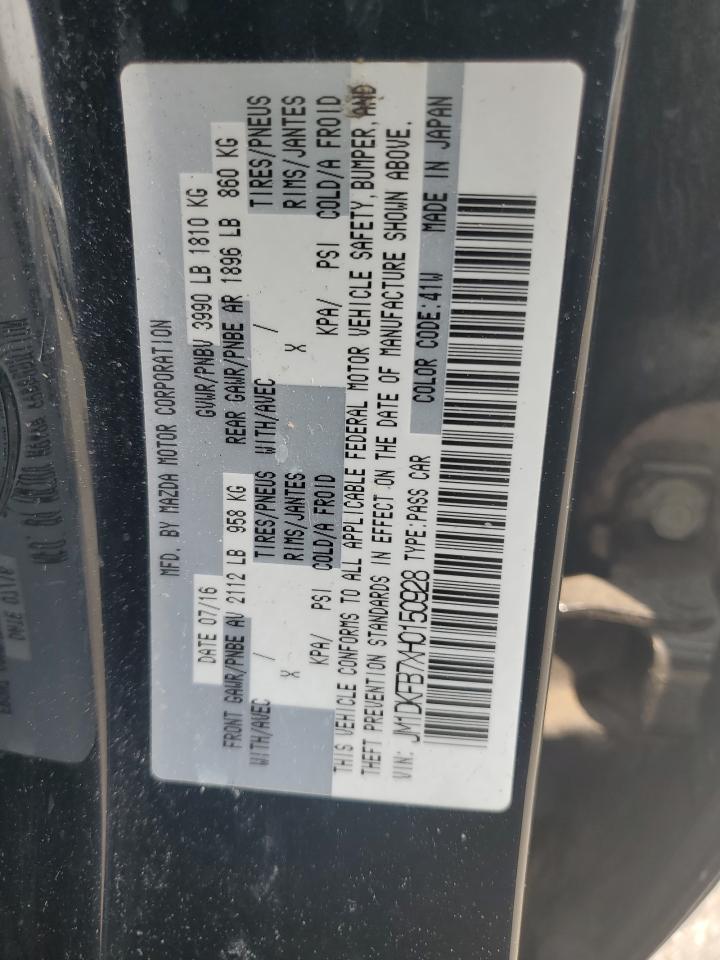 MFD. BY MAZDA MOTOR CORPORATION
DATE 07/16 GVWR/PNBV 3990 LB 1810 KG
FRONT GAWR/PNBE AV 2112 LB 958 KG REAR GAWR/PNBE AR 1896 LB 860 KG
WITH/AVEC / TIRES/PNEUS WITH/AVEC / TIRES/PNEUS
X RIMS/JANTES X RIMS/JANTES
KPA/ PSI COLD/A FROID KPA/ PSI COLD/A FROID
THIS VEHICLE CONFORMS TO ALL APPLICABLE FEDERAL MOTOR VEHICLE SAFETY, BUMPER, AND
THEFT PREVENTION STANDARDS IN EFFECT ON THE DATE OF MANUFACTURE SHOWN ABOVE.
VIN: JM1DKFB7XH0150928 TYPE:PASS CAR COLOR CODE:41W MADE IN JAPAN